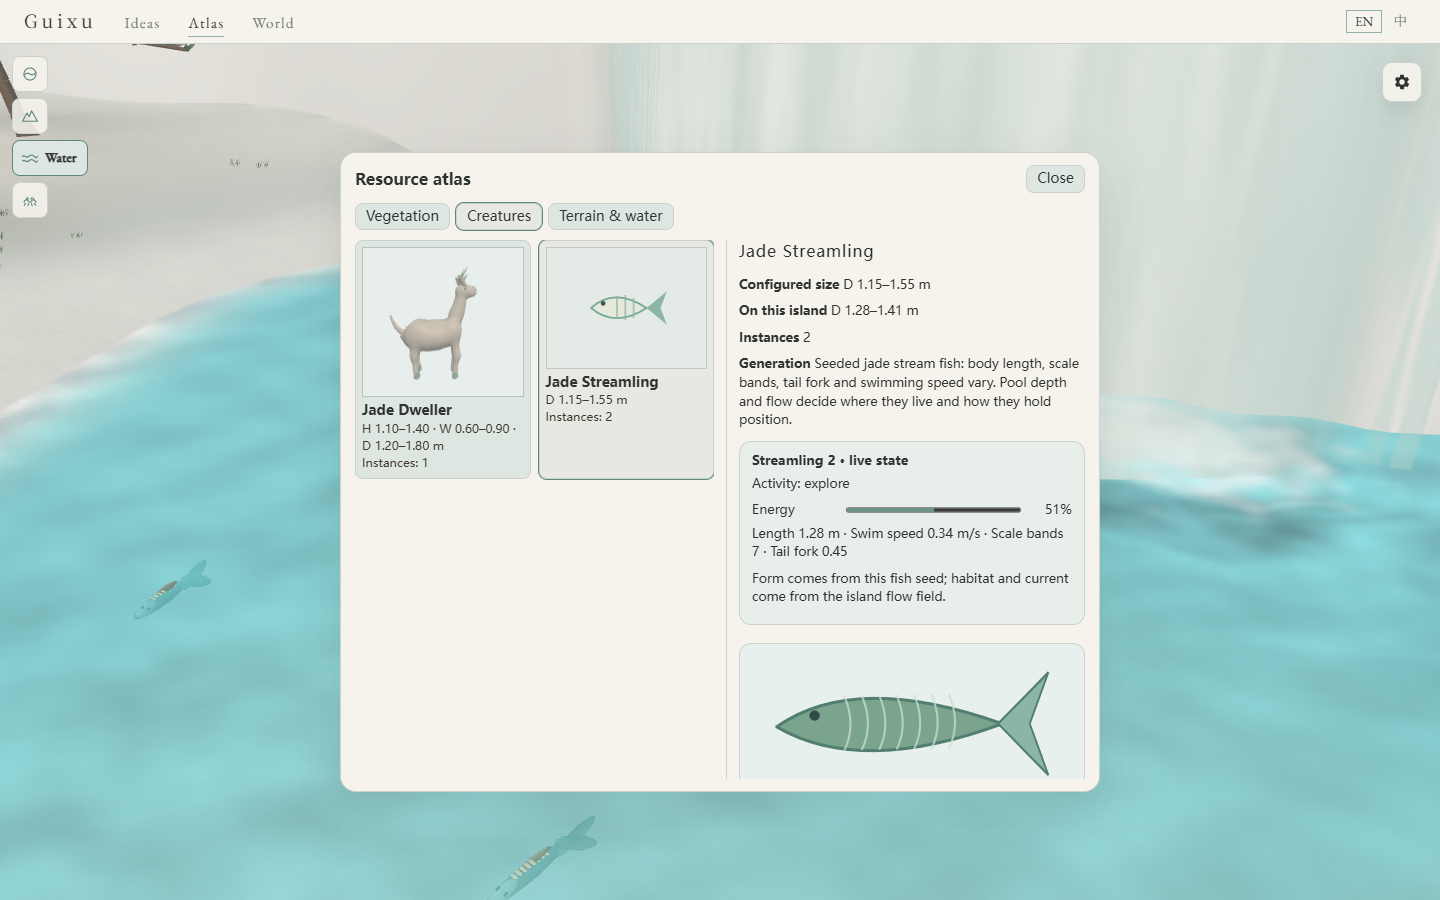 Guixu
Ideas
Atlas
World
EN
中
Water
Resource atlas
Close
Vegetation
Creatures
Terrain & water
Jade Dweller
H 1.10–1.40 · W 0.60–0.90 ·
D 1.20–1.80 m
Instances: 1
Jade Streamling
D 1.15–1.55 m
Instances: 2
Jade Streamling
Configured size D 1.15–1.55 m
On this island D 1.28–1.41 m
Instances 2
Generation Seeded jade stream fish: body length, scale
bands, tail fork and swimming speed vary. Pool depth
and flow decide where they live and how they hold
position.
Streamling 2 • live state
Activity: explore
Energy 51%
Length 1.28 m · Swim speed 0.34 m/s · Scale bands
7 · Tail fork 0.45
Form comes from this fish seed; habitat and current
come from the island flow field.